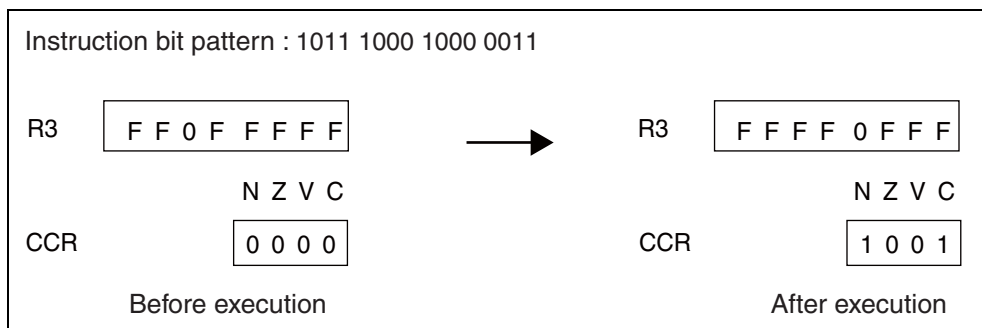 Instruction bit pattern : 1011 1000 1000 0011
R3 F F 0 F F F F F R3 F F F F 0 F F F
N Z V C N Z V C
CCR 0 0 0 0 CCR 1 0 0 1
Before execution After execution